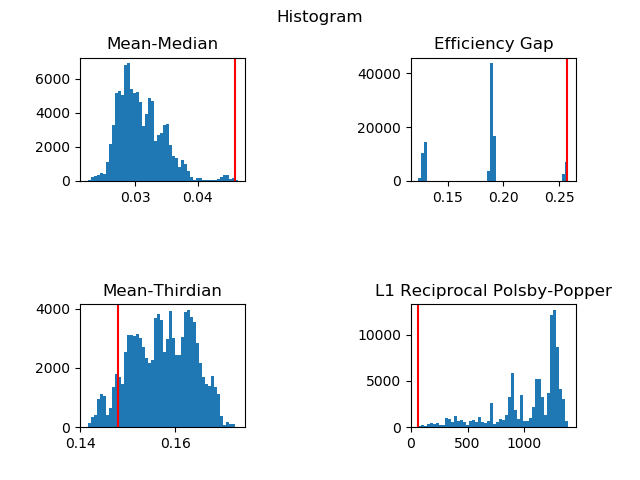 Histogram
Mean-Median
6000
4000
2000
0
0.03 0.04
Efficiency Gap
40000
20000
0
0.15 0.20 0.25
Mean-Thirdian
4000
2000
0
0.14 0.16
L1 Reciprocal Polsby-Popper
10000
5000
0
0 500 1000